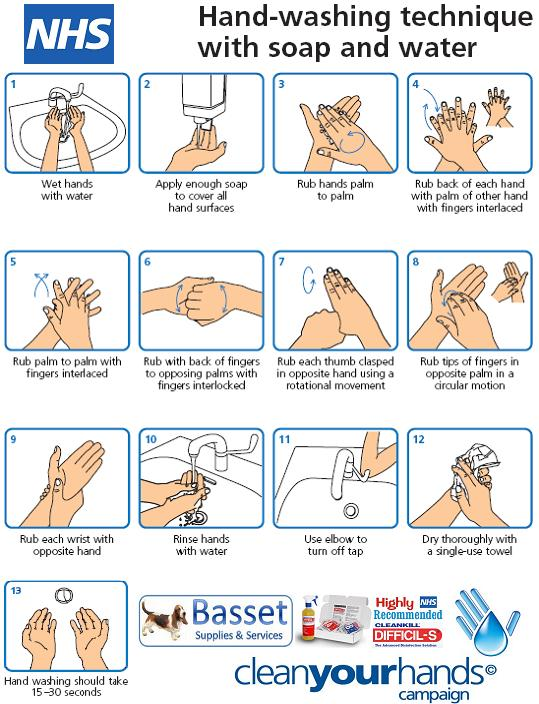 NHS
Hand-washing technique
with soap and water
1
Wet hands
with water
2
Apply enough soap
to cover all
hand surfaces
3
Rub hands palm
to palm
4
Rub back of each hand
with palm of other hand
with fingers interlaced
5
Rub palm to palm with
fingers interlaced
6
Rub with back of fingers
to opposing palms with
fingers interlocked
7
Rub each thumb clasped
in opposite hand using a
rotational movement
8
Rub tips of fingers in
opposite palm in a
circular motion
9
Rub each wrist with
opposite hand
10
Rinse hands
with water
11
Use elbow to
turn off tap
12
Dry thoroughly with
a single-use towel
13
Hand washing should take
15–30 seconds
Basset
Supplies & Services
Highly NHS
Recommended
CLEANKILL
DIFFICIL-S
The Advanced Disinfection Solution
cleanyourhands©
campaign